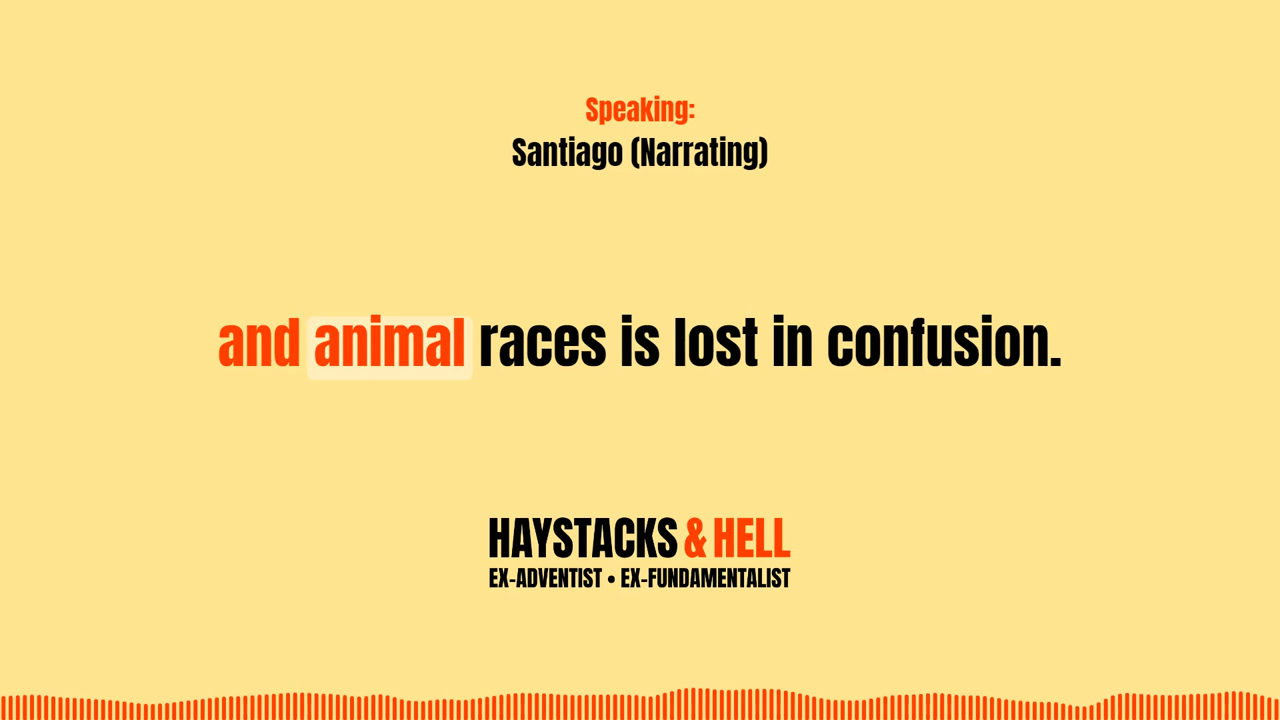 Speaking:
Santiago (Narrating)
and animal races is lost in confusion.
HAYSTACKS & HELL
EX-ADVENTIST • EX-FUNDAMENTALIST